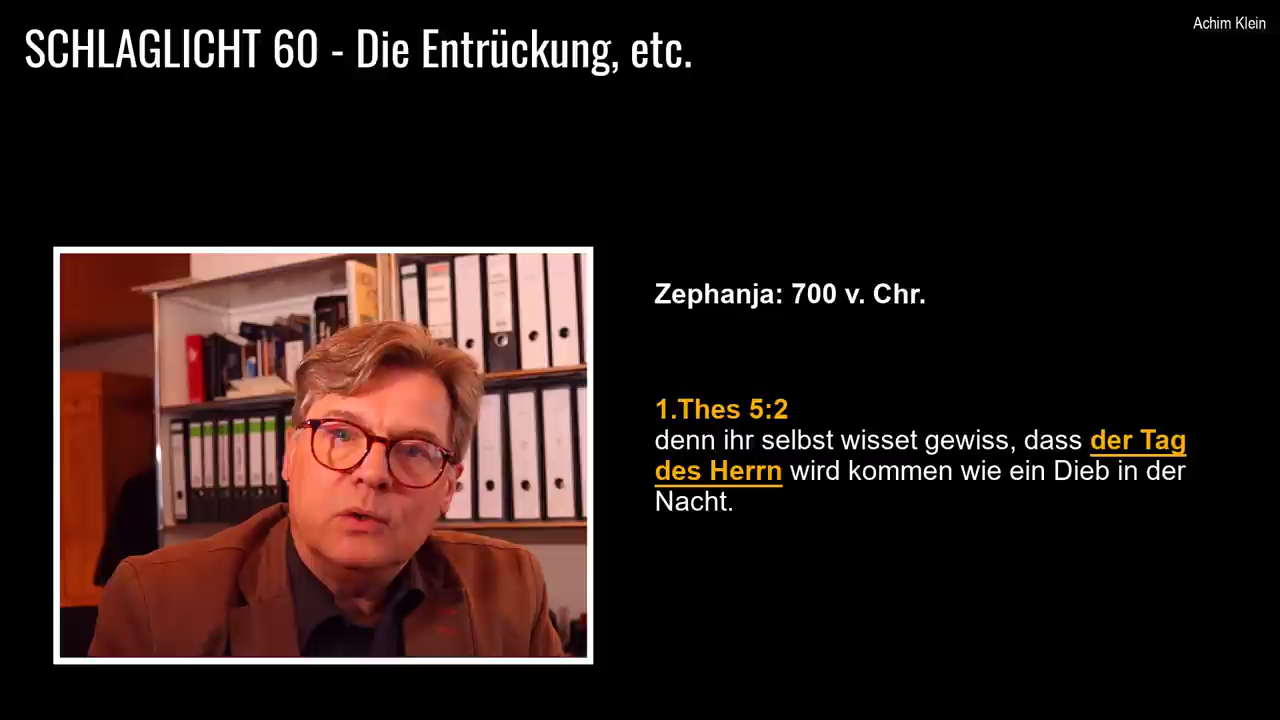 SCHLAGLICHT 60 - Die Entrückung, etc.
Achim Klein
Zephanja: 700 v. Chr.
1.Thes 5:2
denn ihr selbst wisset gewiss, dass der Tag
des Herrn wird kommen wie ein Dieb in der
Nacht.